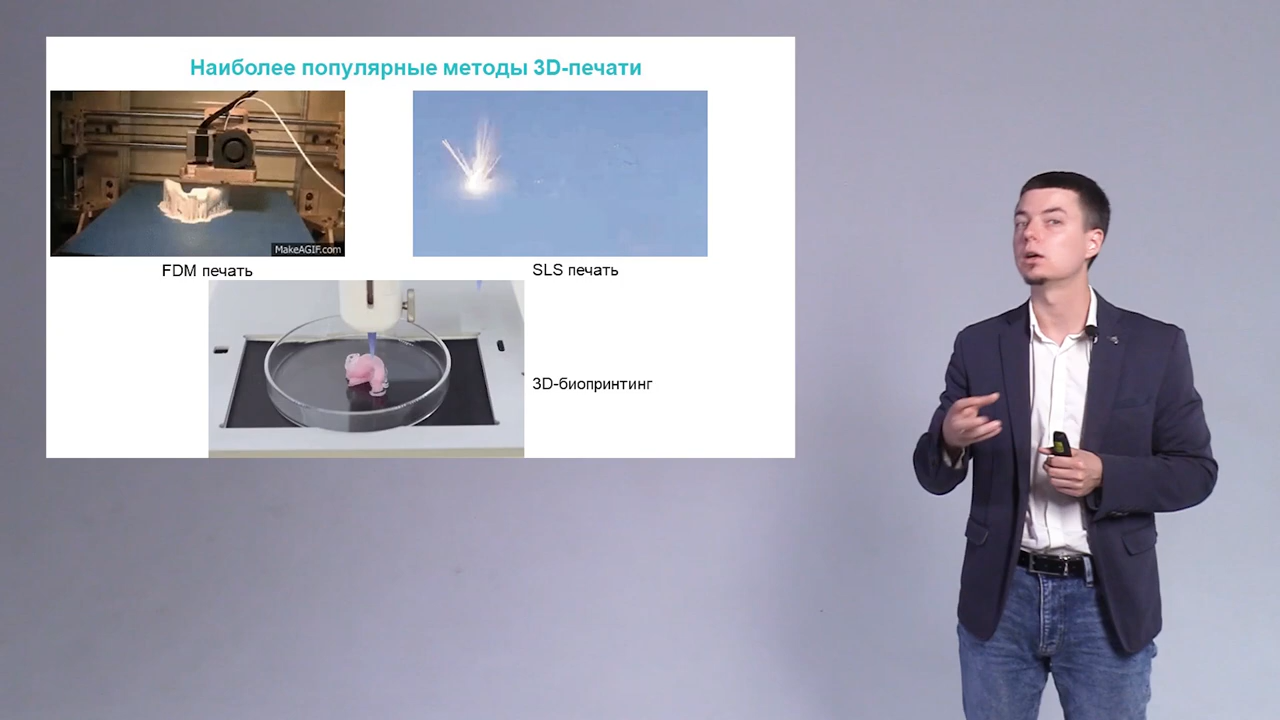 Наиболее популярные методы 3D-печати
MakeAGIF.com
FDM печать
SLS печать
3D-биопринтинг